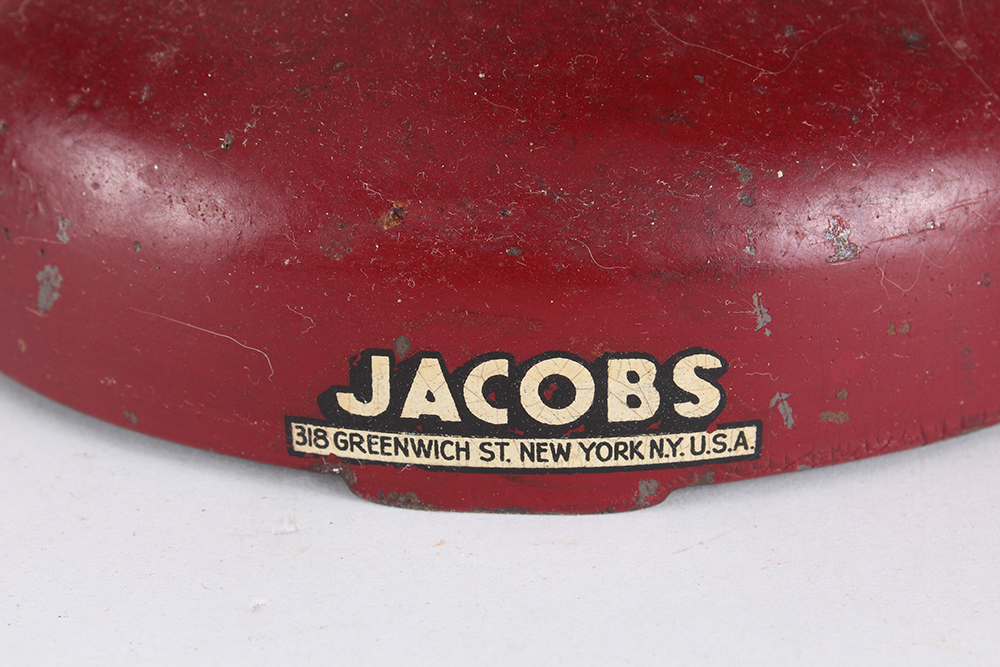 JACOBS
318 GREENWICH ST. NEW YORK N.Y. U.S.A.